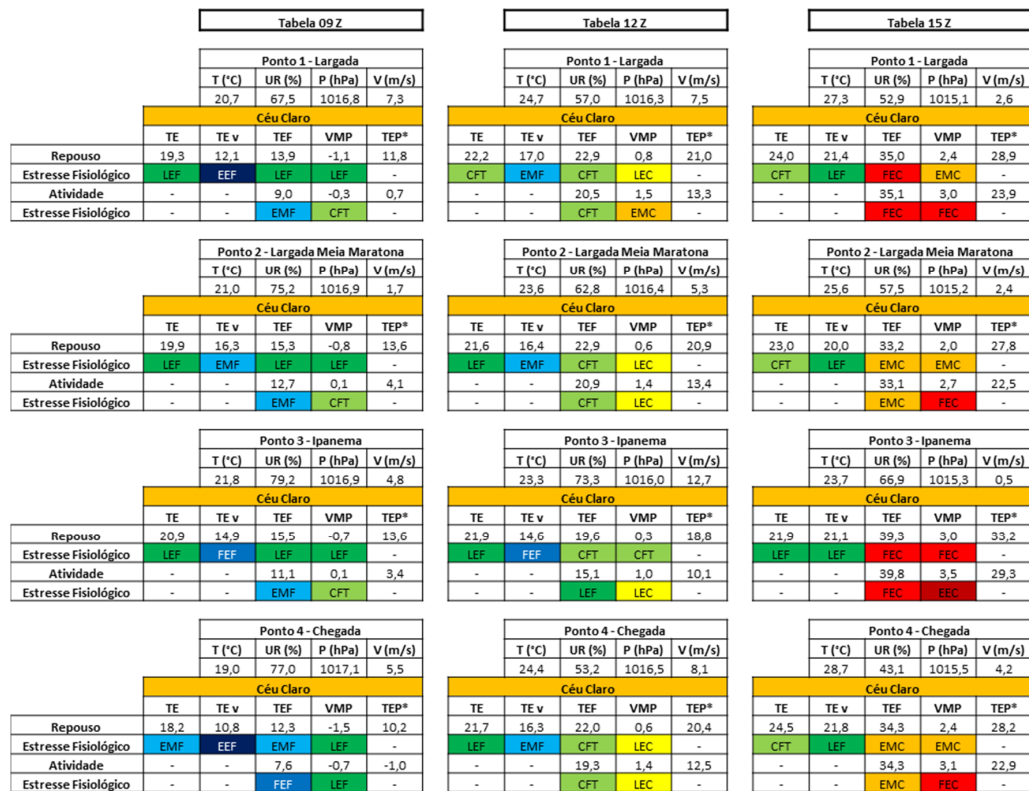 Tabela 09 Z
Tabela 12 Z
Tabela 15 Z
Ponto 1 - Largada
Ponto 1 - Largada
Ponto 1 - Largada
T (°C) UR (%) P (hPa) V (m/s) T (°C) UR (%) P (hPa) V (m/s) T (°C) UR (%) P (hPa) V (m/s)
20,7 67,5 1016,8 7,3 24,7 57,0 1016,3 7,5 27,3 52,9 1015,1 2,6
Céu Claro Céu Claro Céu Claro
TE TE v TEF VMP TEP* TE TE v TEF VMP TEP* TE TE v TEF VMP TEP*
Repouso 19,3 12,1 13,9 -1,1 11,8 22,2 17,0 22,9 0,8 21,0 24,0 21,4 35,0 2,4 28,9
Estresse Fisiológico LEF EEF LEF LEF - CFT EMF CFT LEC - CFT LEF FEC EMC -
Atividade - - 9,0 -0,3 0,7 - - 20,5 1,5 13,3 - - 35,1 3,0 23,9
Estresse Fisiológico - - EMF CFT - - - CFT EMC - - - FEC FEC -
Ponto 2 - Largada Meia Maratona
Ponto 2 - Largada Meia Maratona
Ponto 2 - Largada Meia Maratona
T (°C) UR (%) P (hPa) V (m/s) T (°C) UR (%) P (hPa) V (m/s) T (°C) UR (%) P (hPa) V (m/s)
21,0 75,2 1016,9 1,7 23,6 62,8 1016,4 5,3 25,6 57,5 1015,2 2,4
Céu Claro Céu Claro Céu Claro
TE TE v TEF VMP TEP* TE TE v TEF VMP TEP* TE TE v TEF VMP TEP*
Repouso 19,9 16,3 15,3 -0,8 13,6 21,6 16,4 22,9 0,6 20,9 23,0 20,0 33,2 2,0 27,8
Estresse Fisiológico LEF EMF LEF LEF - LEF EMF CFT LEC - CFT LEF EMC EMC -
Atividade - - 12,7 0,1 4,1 - - 20,9 1,4 13,4 - - 33,1 2,7 22,5
Estresse Fisiológico - - EMF CFT - - - CFT LEC - - - EMC FEC -
Ponto 3 - Ipanema
Ponto 3 - Ipanema
Ponto 3 - Ipanema
T (°C) UR (%) P (hPa) V (m/s) T (°C) UR (%) P (hPa) V (m/s) T (°C) UR (%) P (hPa) V (m/s)
21,8 79,2 1016,9 4,8 23,3 73,3 1016,0 12,7 23,7 66,9 1015,3 0,5
Céu Claro Céu Claro Céu Claro
TE TE v TEF VMP TEP* TE TE v TEF VMP TEP* TE TE v TEF VMP TEP*
Repouso 20,9 14,9 15,5 -0,7 13,6 21,9 14,6 19,6 0,3 18,8 21,9 21,1 39,3 3,0 33,2
Estresse Fisiológico LEF FEF LEF LEF - LEF FEF CFT CFT - LEF LEF FEC FEC -
Atividade - - 11,1 0,1 3,4 - - 15,1 1,0 10,1 - - 39,8 3,5 29,3
Estresse Fisiológico - - EMF CFT - - - LEF LEC - - - FEC EEC -
Ponto 4 - Chegada
Ponto 4 - Chegada
Ponto 4 - Chegada
T (°C) UR (%) P (hPa) V (m/s) T (°C) UR (%) P (hPa) V (m/s) T (°C) UR (%) P (hPa) V (m/s)
19,0 77,0 1017,1 5,5 24,4 53,2 1016,5 8,1 28,7 43,1 1015,5 4,2
Céu Claro Céu Claro Céu Claro
TE TE v TEF VMP TEP* TE TE v TEF VMP TEP* TE TE v TEF VMP TEP*
Repouso 18,2 10,8 12,3 -1,5 10,2 21,7 16,3 22,0 0,6 20,4 24,5 21,8 34,3 2,4 28,2
Estresse Fisiológico EMF EEF EMF LEF - LEF EMF CFT LEC - CFT LEF EMC EMC -
Atividade - - 7,6 -0,7 -1,0 - - 19,3 1,4 12,5 - - 34,3 3,1 22,9
Estresse Fisiológico - - FEF LEF - - - CFT LEC - - - EMC FEC -